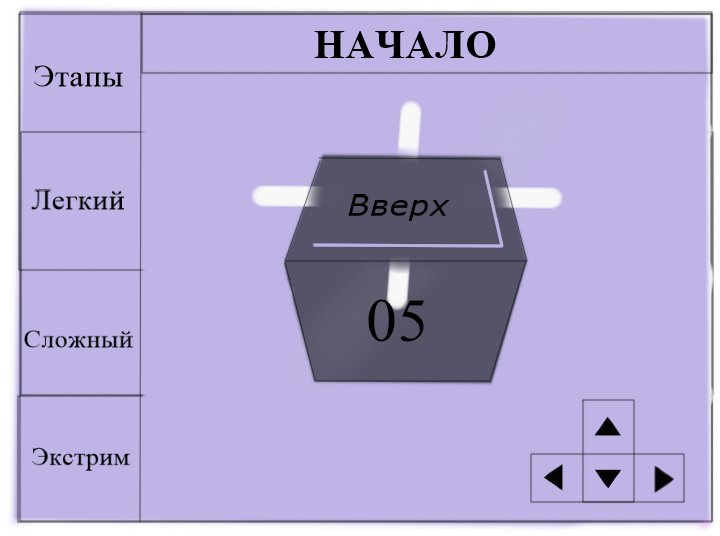 НАЧАЛО
Этапы
Легкий
Сложный
Экстрим
Вверх
05